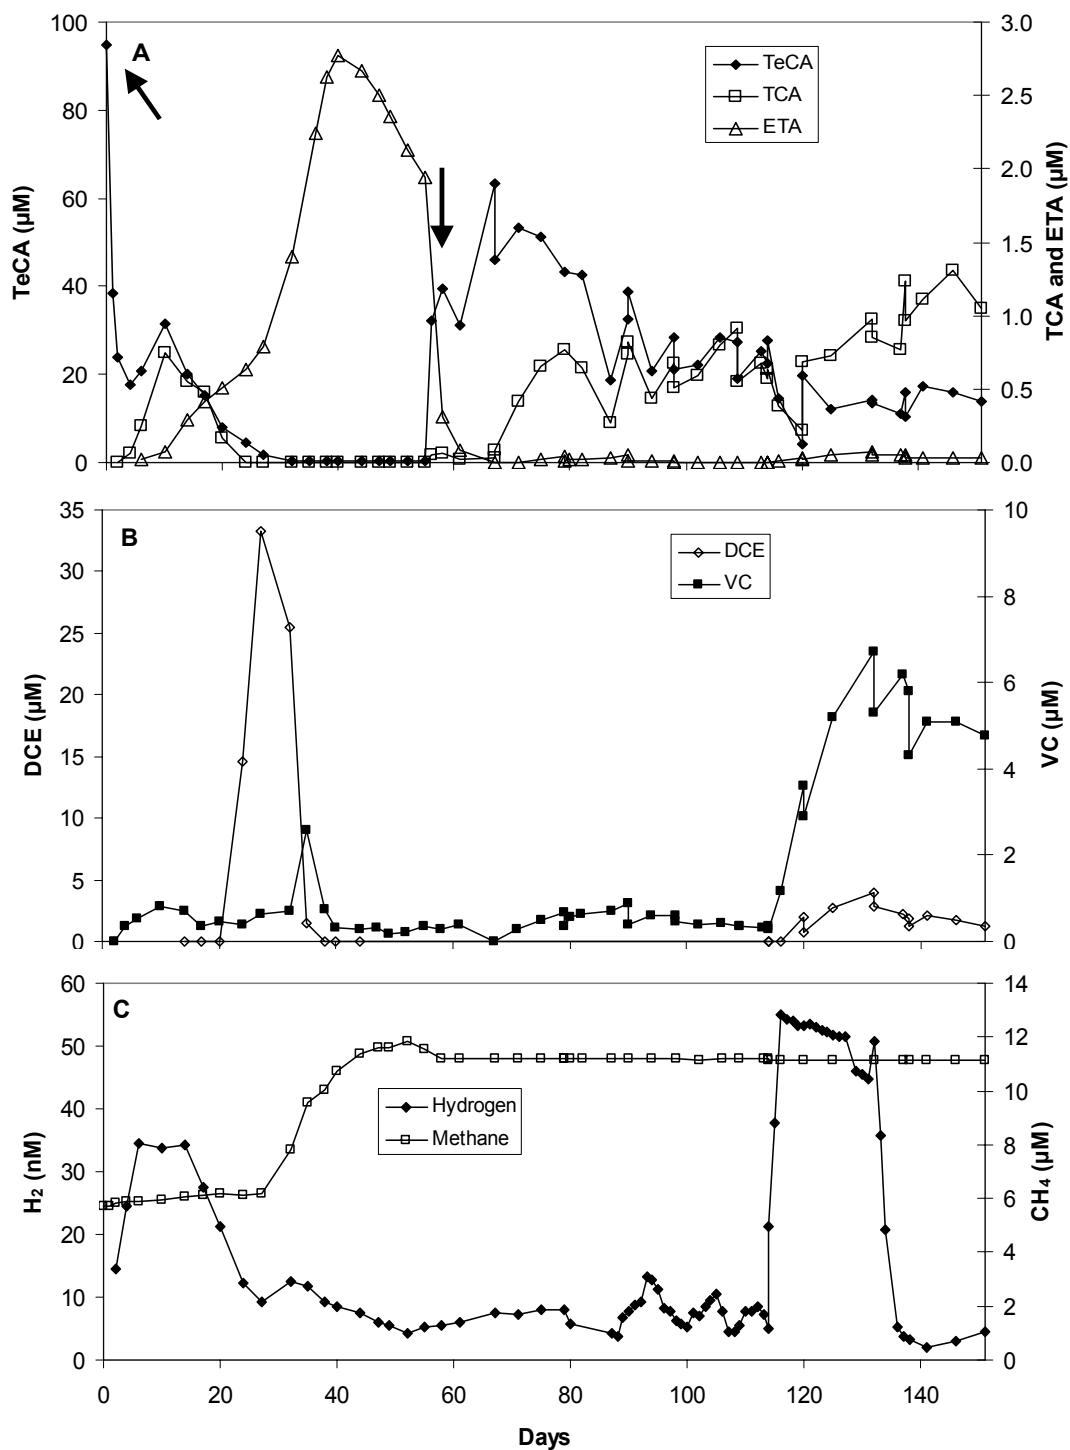 100
80
60
40
20
0
TeCA (µM)
A
TeCA
TCA
ETA
3.0
2.5
2.0
1.5
1.0
0.5
0.0
TCA and ETA (µM)
35
30
25
20
15
10
5
0
DCE (µM)
B
DCE
VC
10
8
6
4
2
0
VC (µM)
60
50
40
30
20
10
0
H₂ (nM)
C
Hydrogen
Methane
14
12
10
8
6
4
2
0
CH₄ (µM)
0 20 40 60 80 100 120 140
Days